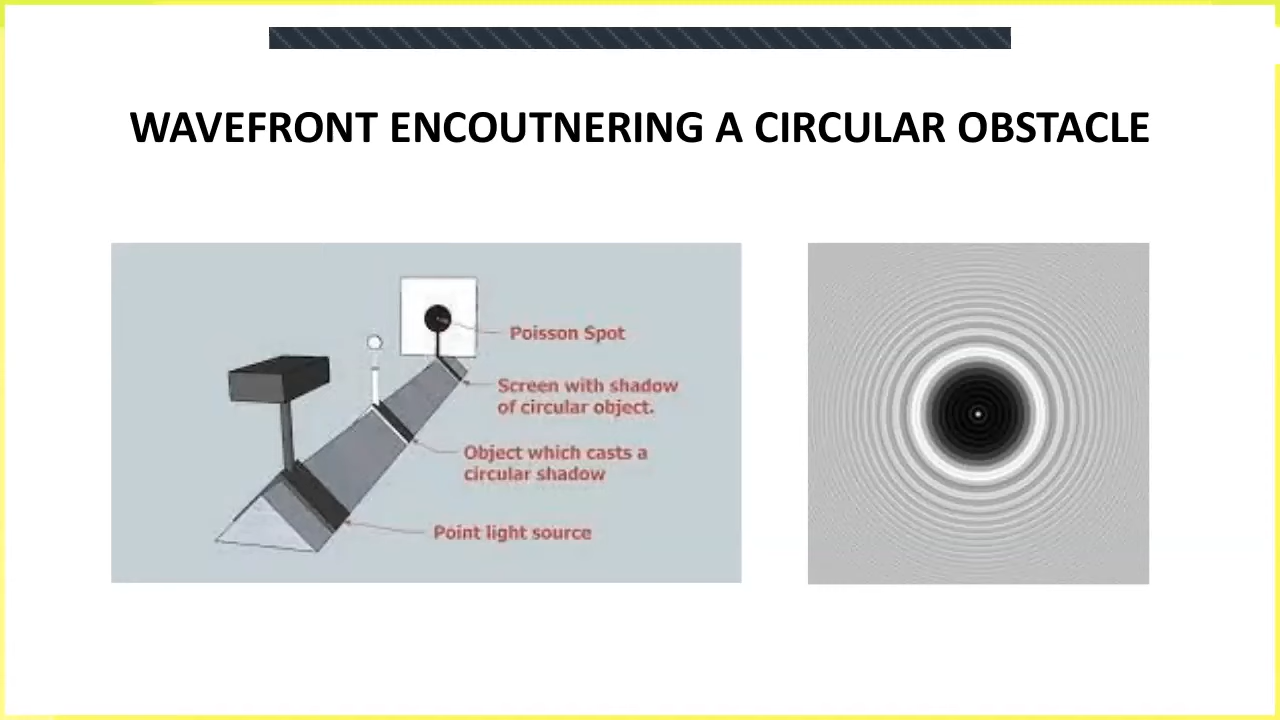 WAVEFRONT ENCOUTNERING A CIRCULAR OBSTACLE
Poisson Spot
Screen with shadow
of circular object.
Object which casts a
circular shadow
Point light source